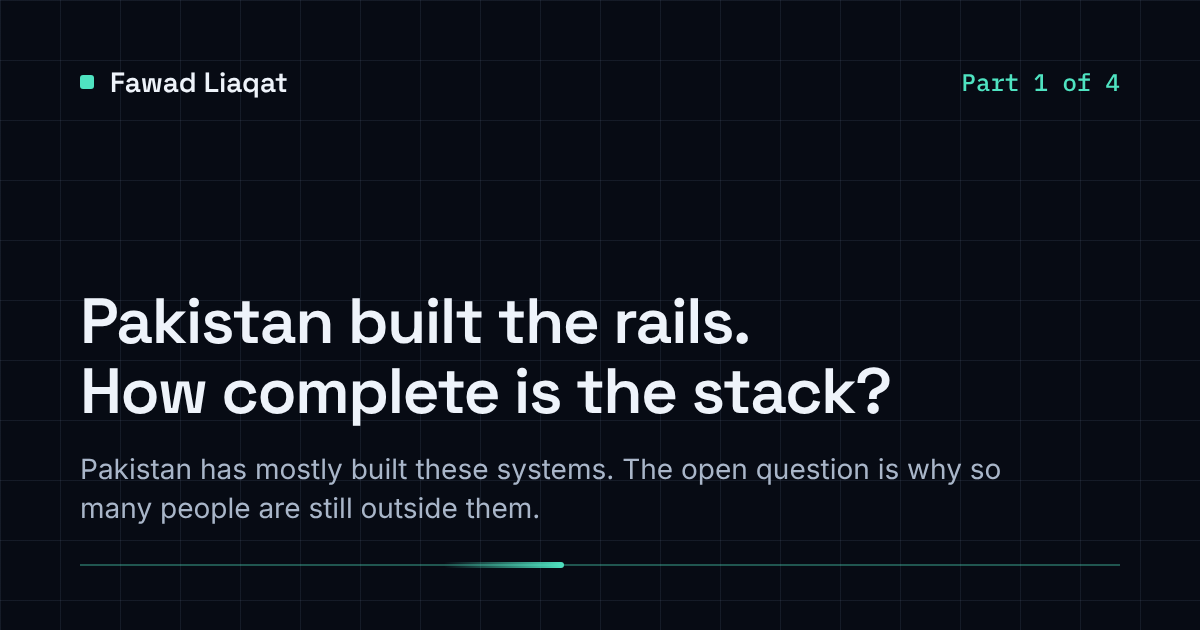 Fawad Liaqat
Part 1 of 4
Pakistan built the rails.
How complete is the stack?
Pakistan has mostly built these systems. The open question is why so
many people are still outside them.